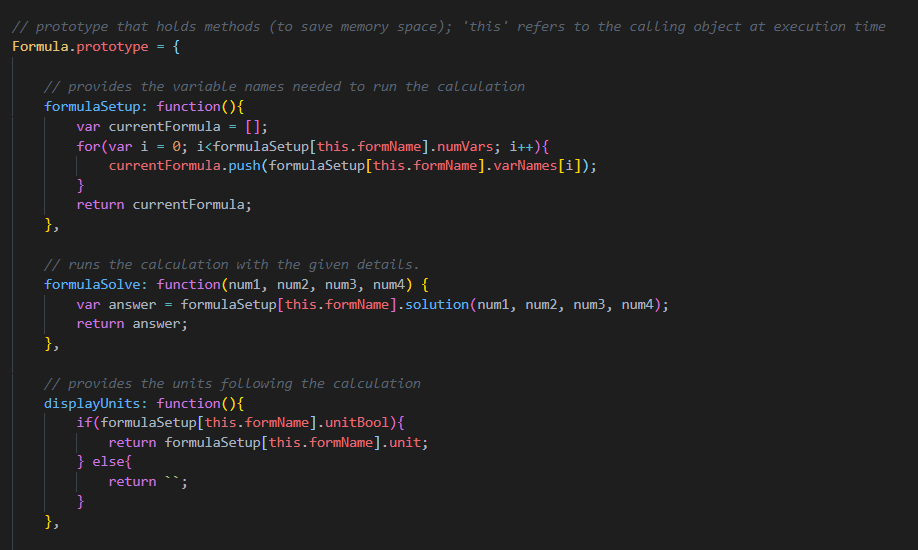 // prototype that holds methods (to save memory space); 'this' refers to the calling object at execution time
Formula.prototype = {
// provides the variable names needed to run the calculation
formulaSetup: function(){
var currentFormula = [];
for(var i = 0; i<formulaSetup[this.formName].numVars; i++){
currentFormula.push(formulaSetup[this.formName].varNames[i]);
}
return currentFormula;
},
// runs the calculation with the given details.
formulaSolve: function(num1, num2, num3, num4) {
var answer = formulaSetup[this.formName].solution(num1, num2, num3, num4);
return answer;
},
// provides the units following the calculation
displayUnits: function(){
if(formulaSetup[this.formName].unitBool){
return formulaSetup[this.formName].unit;
} else{
return ``;
}
},